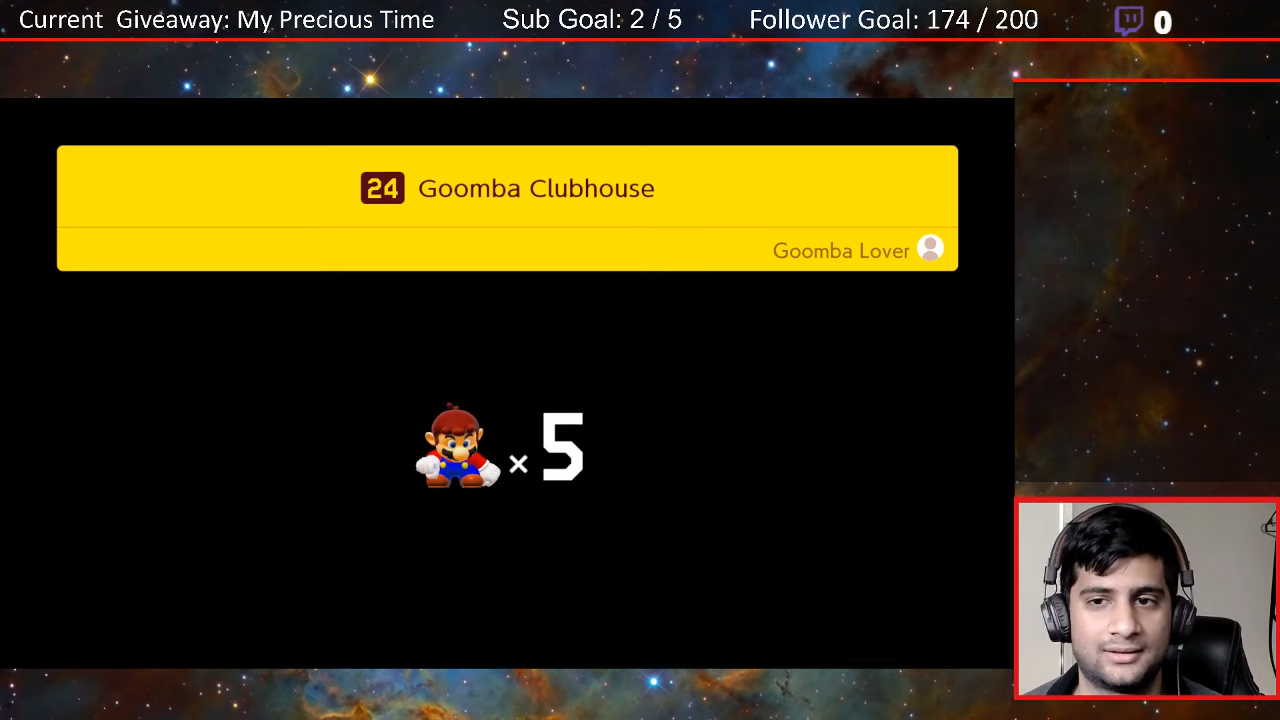 Current Giveaway: My Precious Time
Sub Goal: 2 / 5
Follower Goal: 174 / 200
0
24 Goomba Clubhouse
Goomba Lover
× 5